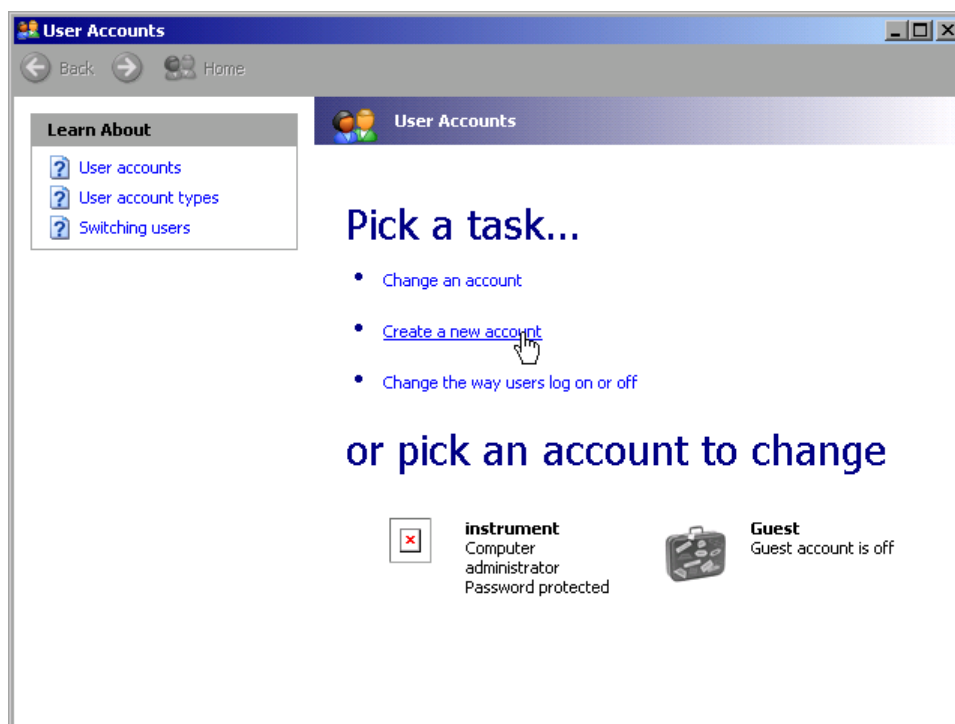 User Accounts
Back Home
Learn About
User accounts
User account types
Switching users
User Accounts
Pick a task...
Change an account
Create a new account
Change the way users log on or off
or pick an account to change
instrument
Computer
administrator
Password protected
Guest
Guest account is off